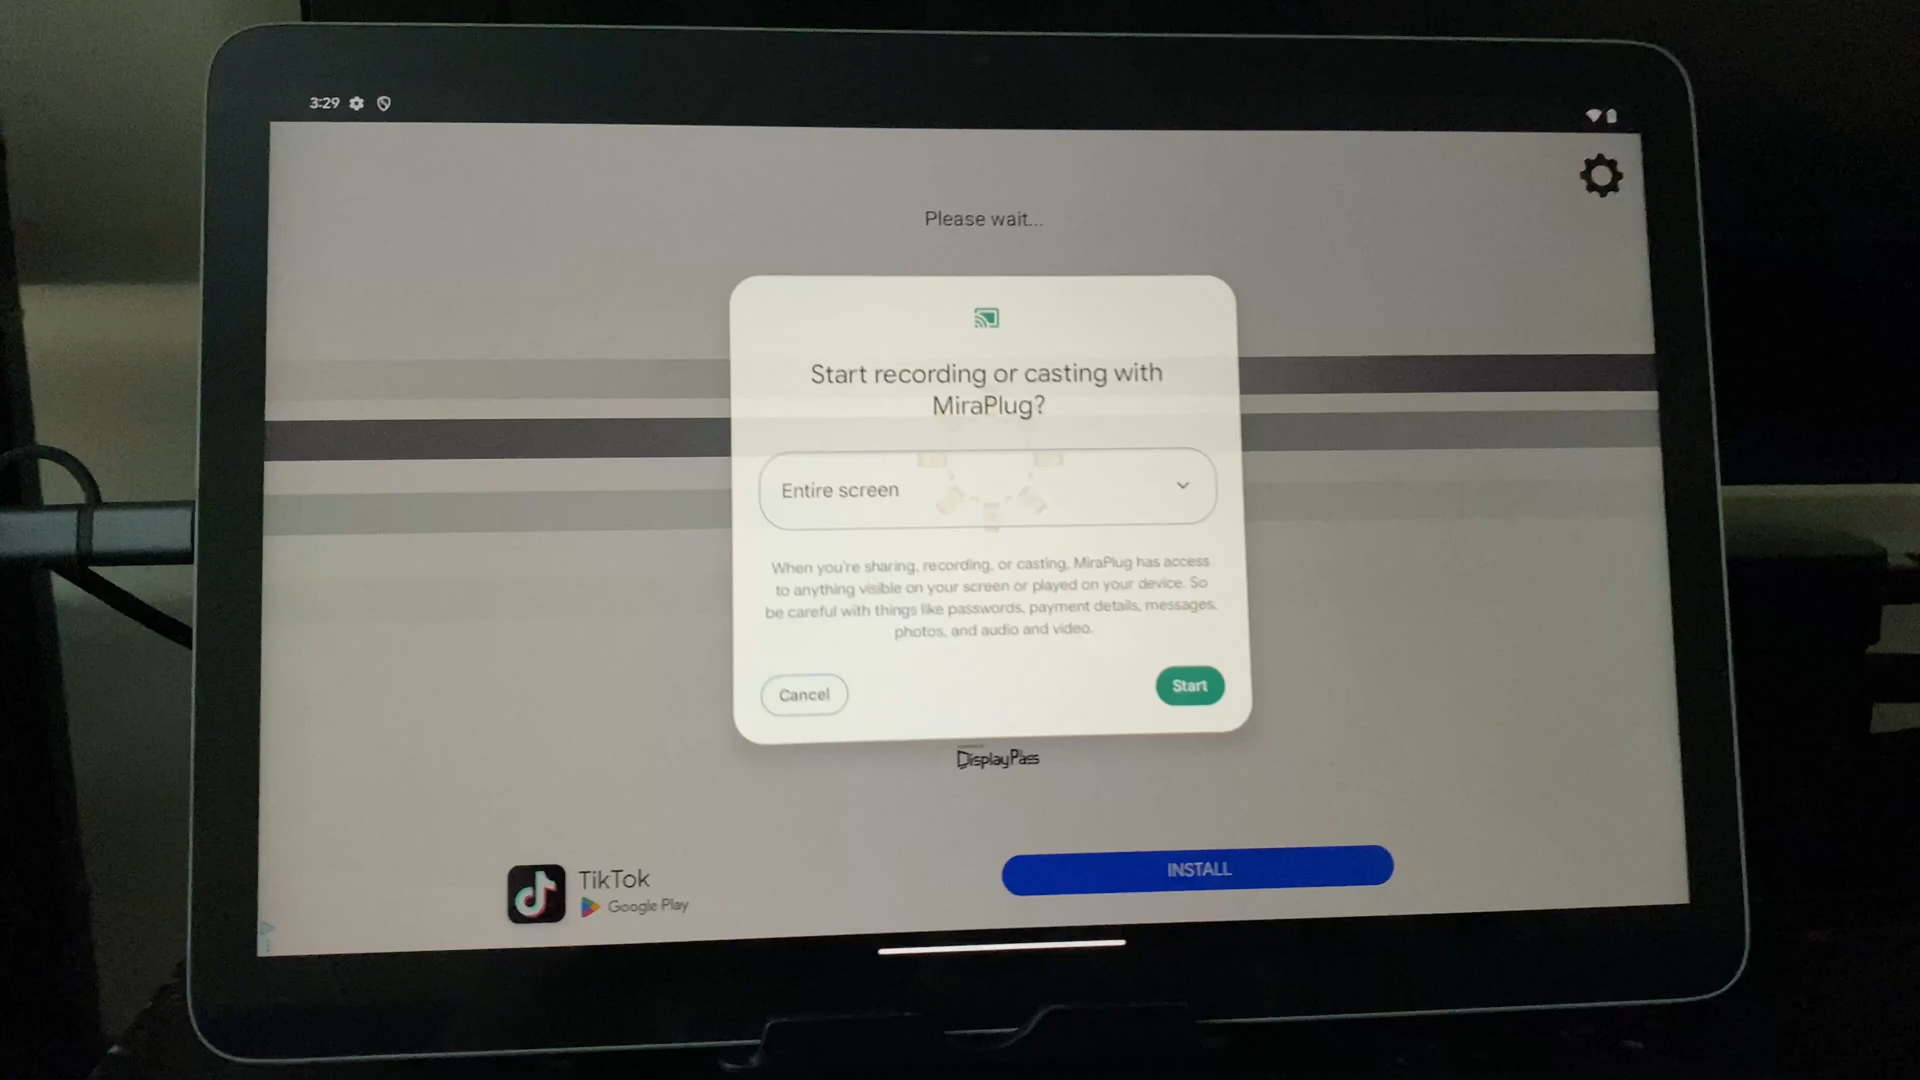 3:29
Please wait...
Start recording or casting with
MiraPlug?
Entire screen
When you're sharing, recording, or casting, MiraPlug has access
to anything visible on your screen or played on your device. So
be careful with things like passwords, payment details, messages,
photos, and audio and video.
Cancel
Start
DisplayPass
TikTok
Google Play
INSTALL